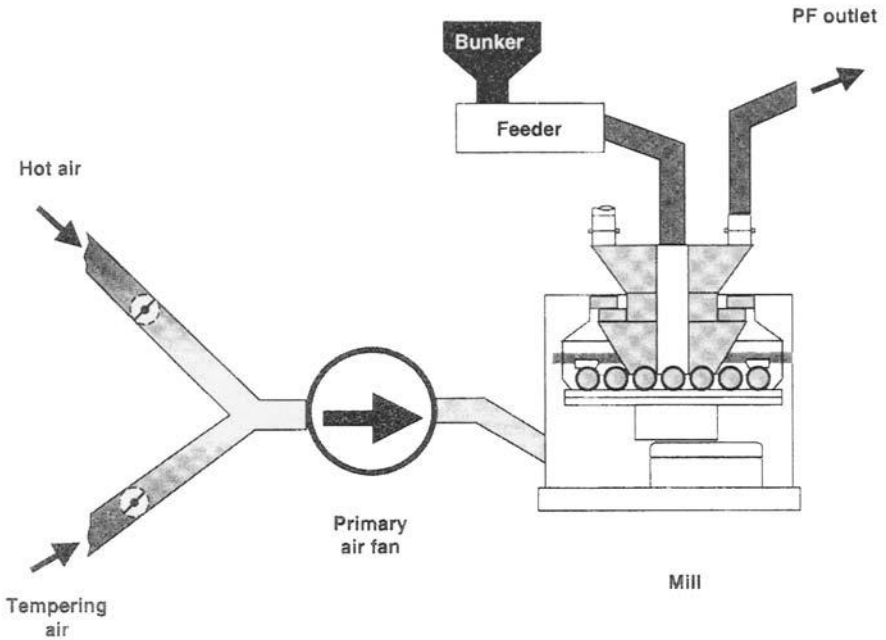 PF outlet
Bunker
Feeder
Hot air
Primary
air fan
Mill
Tempering
air